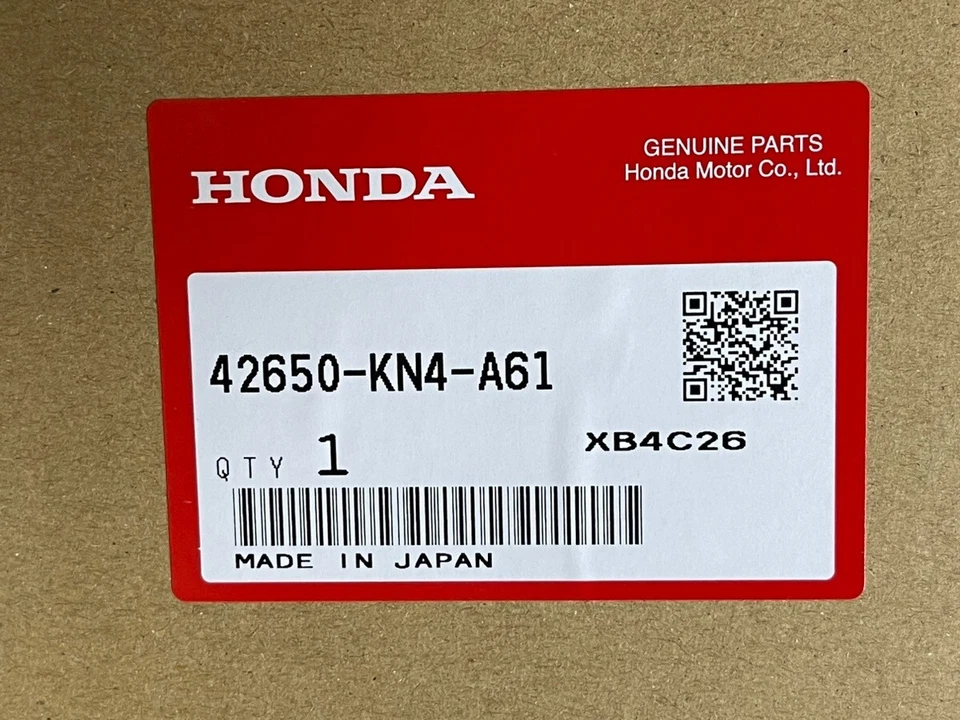 HONDA
GENUINE PARTS
Honda Motor Co., Ltd.
42650-KN4-A61
XB4C26
QTY 1
MADE IN JAPAN